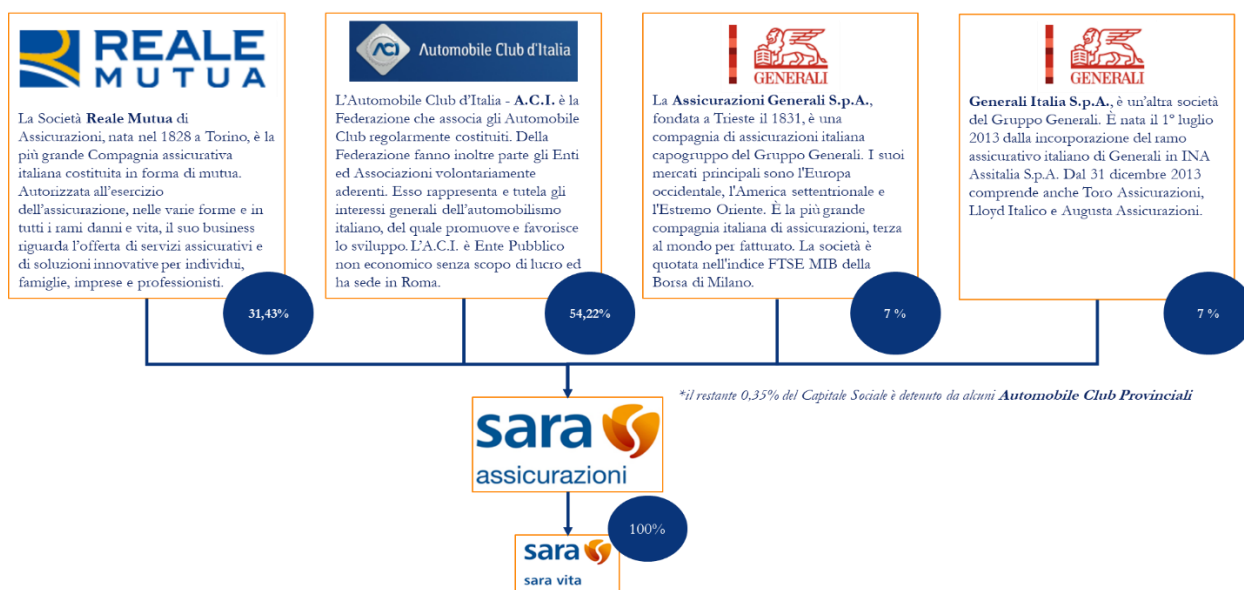 REALE
MUTUA
La Società Reale Mutua di
Assicurazioni, nata nel 1828 a Torino, è la
più grande Compagnia assicurativa
italiana costituita in forma di mutua.
Autorizzata all'esercizio
dell'assicurazione, nelle varie forme e in
tutti i rami danni e vita, il suo business
riguarda l'offerta di servizi assicurativi e
di soluzioni innovative per individui,
famiglie, imprese e professionisti.
31,43%
ACI
Automobile Club d'Italia
L'Automobile Club d'Italia - A.C.I. è la
Federazione che associa gli Automobile
Club regolarmente costituiti. Della
Federazione fanno inoltre parte gli Enti
ed Associazioni volontariamente
aderenti. Esso rappresenta e tutela gli
interessi generali dell'automobilismo
italiano, del quale promuove e favorisce
lo sviluppo. L'A.C.I. è Ente Pubblico
non economico senza scopo di lucro ed
ha sede in Roma.
54,22%
GENERALI
La Assicurazioni Generali S.p.A.,
fondata a Trieste il 1831, è una
compagnia di assicurazioni italiana
capogruppo del Gruppo Generali. I suoi
mercati principali sono l'Europa
occidentale, l'America settentrionale e
l'Estremo Oriente. È la più grande
compagnia italiana di assicurazioni, terza
al mondo per fatturato. La società è
quotata nell'indice FTSE MIB della
Borsa di Milano.
7 %
GENERALI
Generali Italia S.p.A., è un'altra società
del Gruppo Generali. È nata il 1° luglio
2013 dalla incorporazione del ramo
assicurativo italiano di Generali in INA
Assitalia S.p.A. Dal 31 dicembre 2013
comprende anche Toro Assicurazioni,
Lloyd Italico e Augusta Assicurazioni.
7 %
*il restante 0,35% del Capitale Sociale è detenuto da alcuni Automobile Club Provinciali
sara
assicurazioni
100%
sara
sara vita